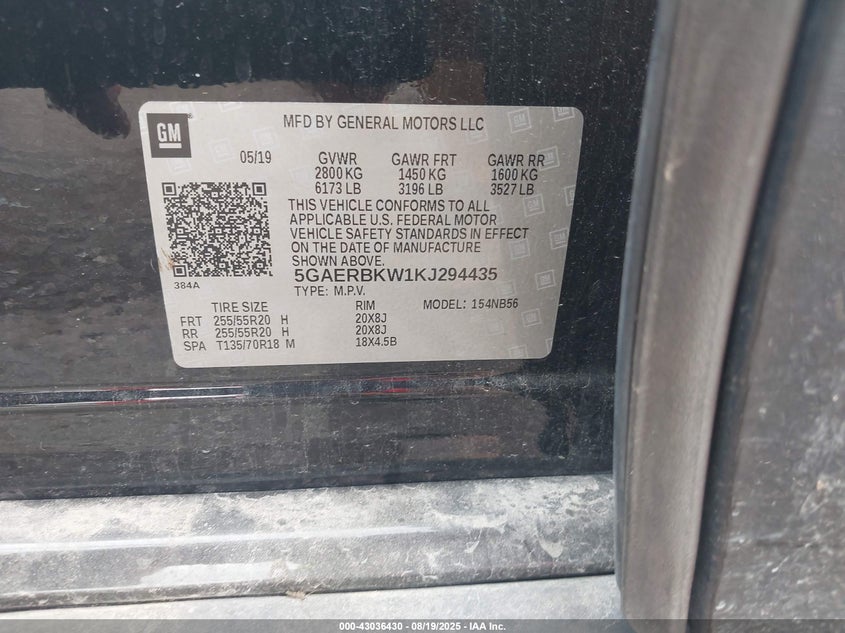 GM
MFD BY GENERAL MOTORS LLC
05/19 GVWR GAWR FRT GAWR RR
2800 KG 1450 KG 1600 KG
6173 LB 3196 LB 3527 LB
THIS VEHICLE CONFORMS TO ALL
APPLICABLE U.S. FEDERAL MOTOR
VEHICLE SAFETY STANDARDS IN EFFECT
ON THE DATE OF MANUFACTURE
SHOWN ABOVE.
384A
5GAERBKW1KJ294435
TYPE: M.P.V. MODEL: 154NB56
TIRE SIZE RIM
FRT 255/55R20 H 20X8J
RR 255/55R20 H 20X8J
SPA T135/70R18 M 18X4.5B
000-43036430 - 08/19/2025 - IAA Inc.